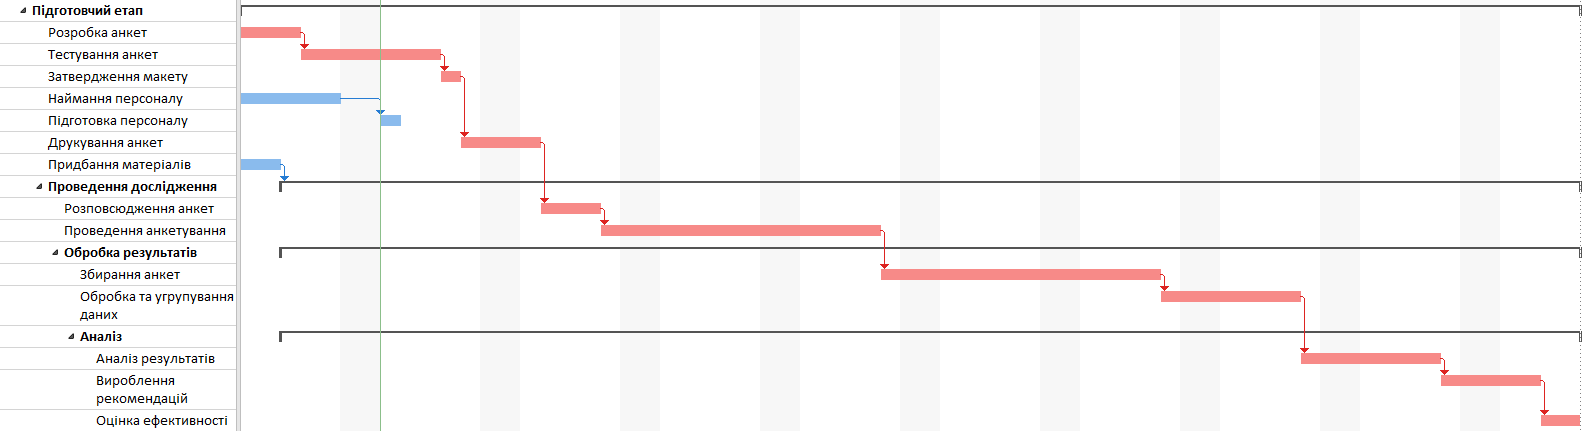 Підготовчий етап
Розробка анкет
Тестування анкет
Затвердження макету
Наймання персоналу
Підготовка персоналу
Друкування анкет
Придбання матеріалів
Проведення дослідження
Розповсюдження анкет
Проведення анкетування
Обробка результатів
Збирання анкет
Обробка та угрупування
даних
Аналіз
Аналіз результатів
Вироблення
рекомендацій
Оцінка ефективності